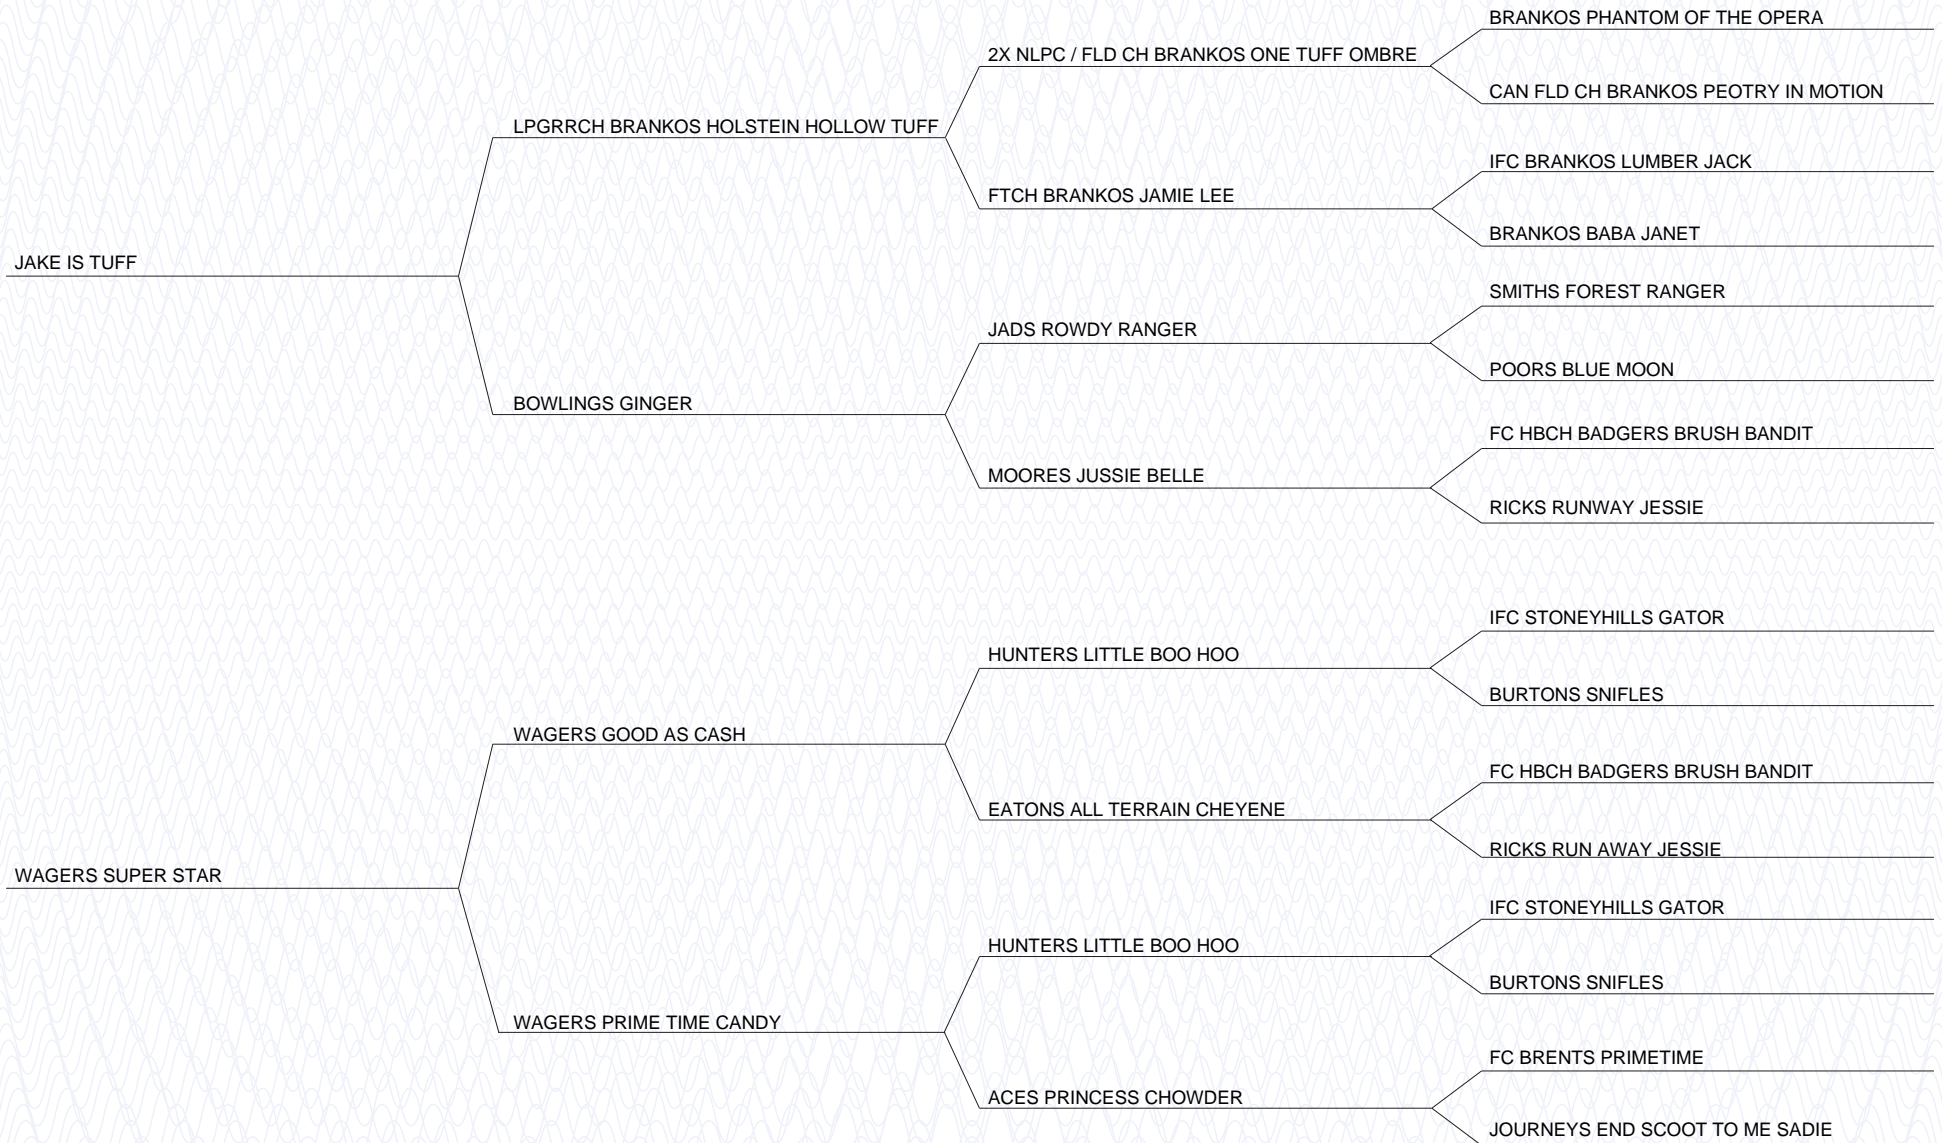 BRANKOS PHANTOM OF THE OPERA
2X NLPC / FLD CH BRANKOS ONE TUFF OMBRE
CAN FLD CH BRANKOS PEOTRY IN MOTION
LPGRRCH BRANKOS HOLSTEIN HOLLOW TUFF
IFC BRANKOS LUMBER JACK
FTCH BRANKOS JAMIE LEE
BRANKOS BABA JANET
JAKE IS TUFF
SMITHS FOREST RANGER
JADS ROWDY RANGER
POORS BLUE MOON
BOWLINGS GINGER
FC HBCH BADGERS BRUSH BANDIT
MOORES JUSSIE BELLE
RICKS RUNWAY JESSIE
IFC STONEYHILLS GATOR
HUNTERS LITTLE BOO HOO
BURTONS SNIFLES
WAGERS GOOD AS CASH
FC HBCH BADGERS BRUSH BANDIT
EATONS ALL TERRAIN CHEYENE
RICKS RUN AWAY JESSIE
WAGERS SUPER STAR
IFC STONEYHILLS GATOR
HUNTERS LITTLE BOO HOO
BURTONS SNIFLES
WAGERS PRIME TIME CANDY
FC BRENTS PRIMETIME
ACES PRINCESS CHOWDER
JOURNEYS END SCOOT TO ME SADIE